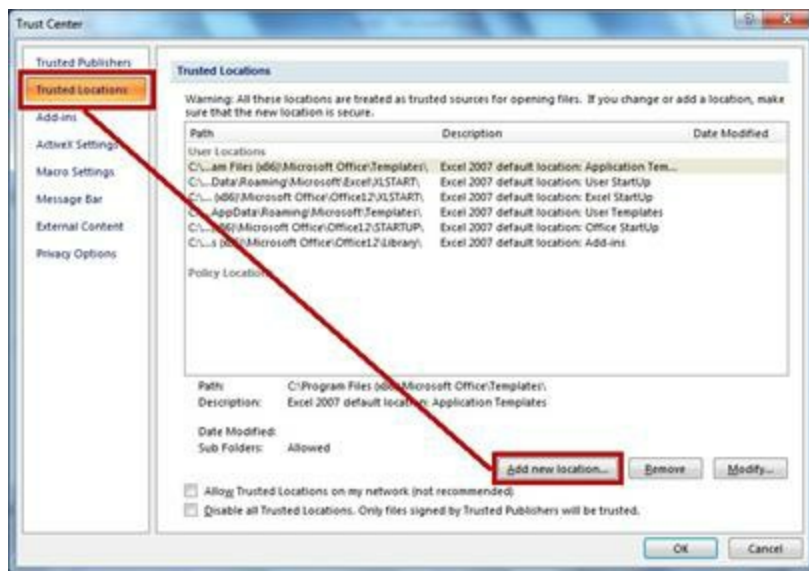 Trust Center
Trusted Publishers
Trusted Locations
Add-ins
ActiveX Settings
Macro Settings
Message Bar
External Content
Privacy Options
Trusted Locations
Warning: All these locations are treated as trusted sources for opening files. If you change or add a location, make
sure that the new location is secure.
Path Description Date Modified
User Locations
C:\...am Files (x86)\Microsoft Office\Templates\ Excel 2007 default location: Application Tem...
C:\...Data\Roaming\Microsoft\Excel\XLSTART\ Excel 2007 default location: User StartUp
C:\... (x86)\Microsoft Office\Office12\XLSTART\ Excel 2007 default location: Excel StartUp
C:\...AppData\Roaming\Microsoft\Templates\ Excel 2007 default location: User Templates
C:\...(x86)\Microsoft Office\Office12\STARTUP\ Excel 2007 default location: Office StartUp
C:\...s (x86)\Microsoft Office\Office12\Library\ Excel 2007 default location: Add-ins
Policy Locations
Path: C:\Program Files (x86)\Microsoft Office\Templates\
Description: Excel 2007 default location: Application Templates
Date Modified:
Sub Folders: Allowed
Add new location... Remove Modify...
Allow Trusted Locations on my network (not recommended)
Disable all Trusted Locations. Only files signed by Trusted Publishers will be trusted.
OK Cancel